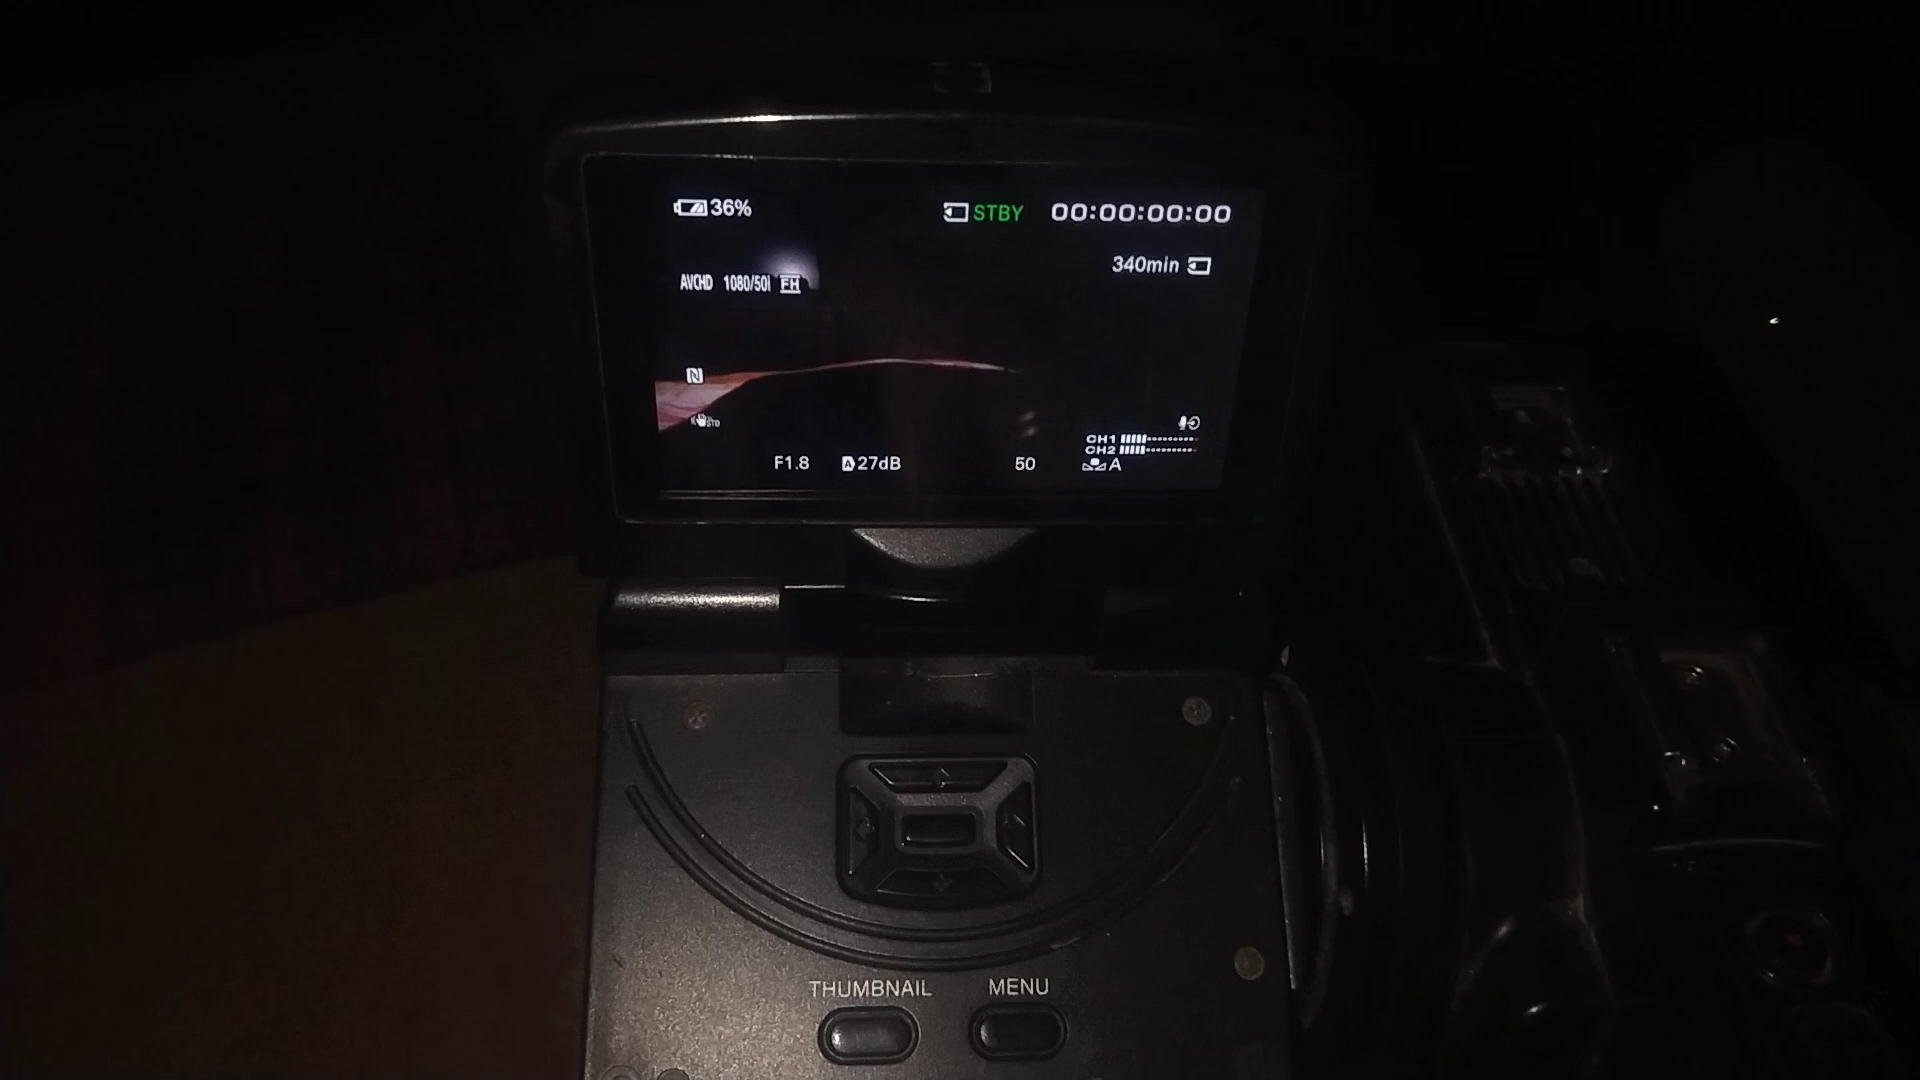 36% STBY 00:00:00:00
340min
AVCHD 1080/50i FH
N
STD
CH1
CH2
F1.8 A 27dB 50 A
THUMBNAIL MENU